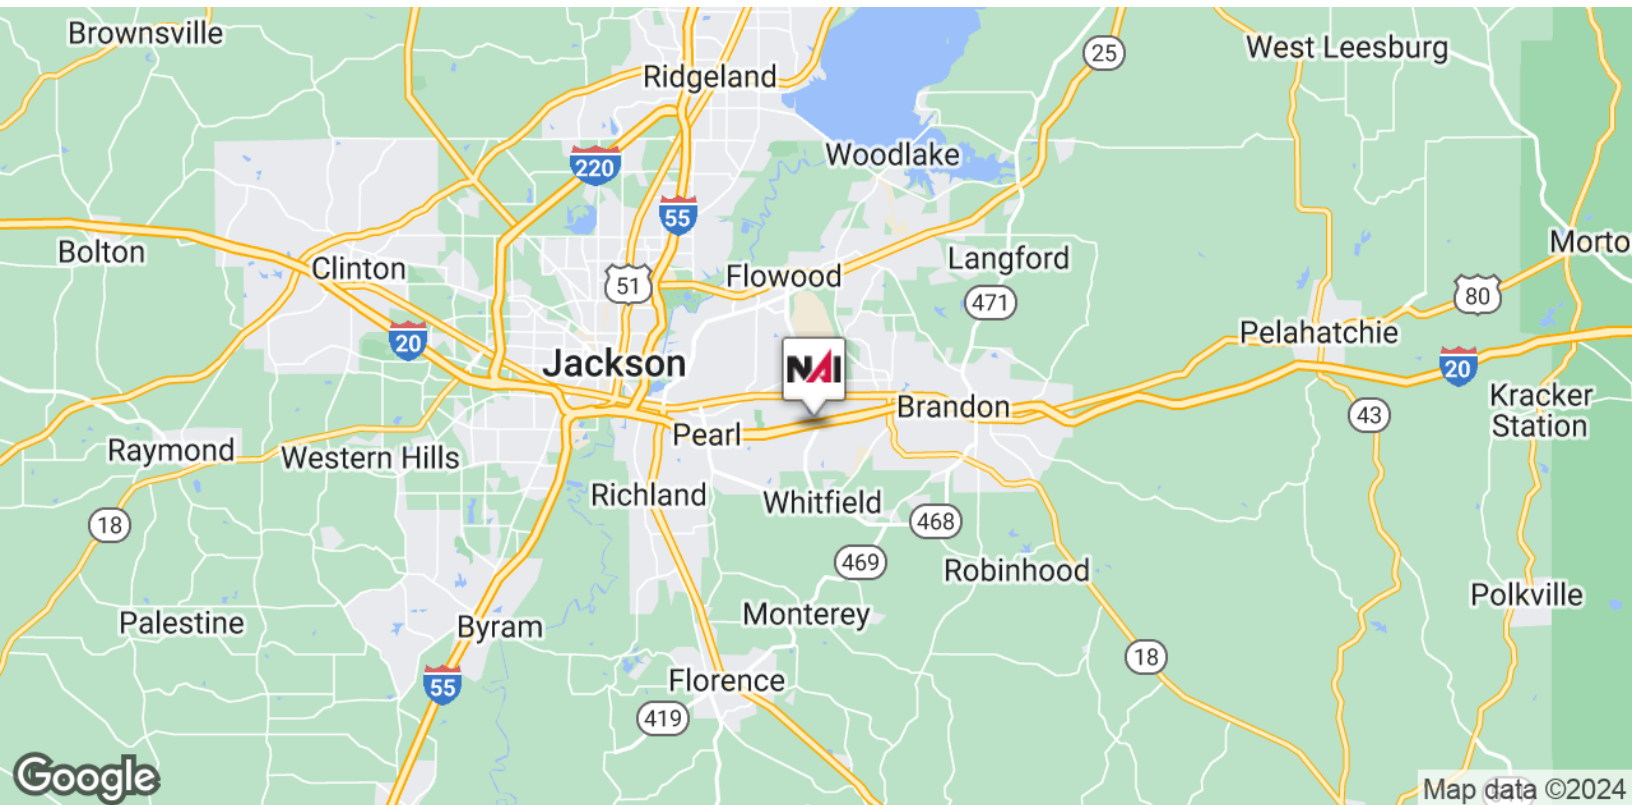 Brownsville
West Leesburg
25
Ridgeland
Woodlake
220
55
Bolton
Clinton
Flowood
Langford
Morto
51
471
80
20
Jackson
NAI
Pelahatchie
20
Brandon
43
Kracker
Station
Pearl
Raymond
Western Hills
Richland
Whitfield
18
468
469
Robinhood
Polkville
Palestine
Monterey
Byram
18
55
Florence
419
Google
Map data ©2024